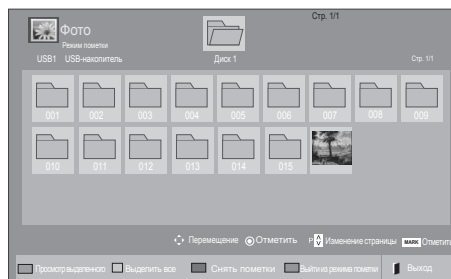 Стр. 1/1
Фото
Режим пометки
USB1 USB-накопитель Диск 1 Стр. 1/1
001 002 003 004 005 006 007 008 009
010 011 012 013 014 015
Перемещение Отметить P Изменение страницы MARK Отметить
Просмотр выделенного Выделить все Снять пометки Выйти из режима пометки Выход